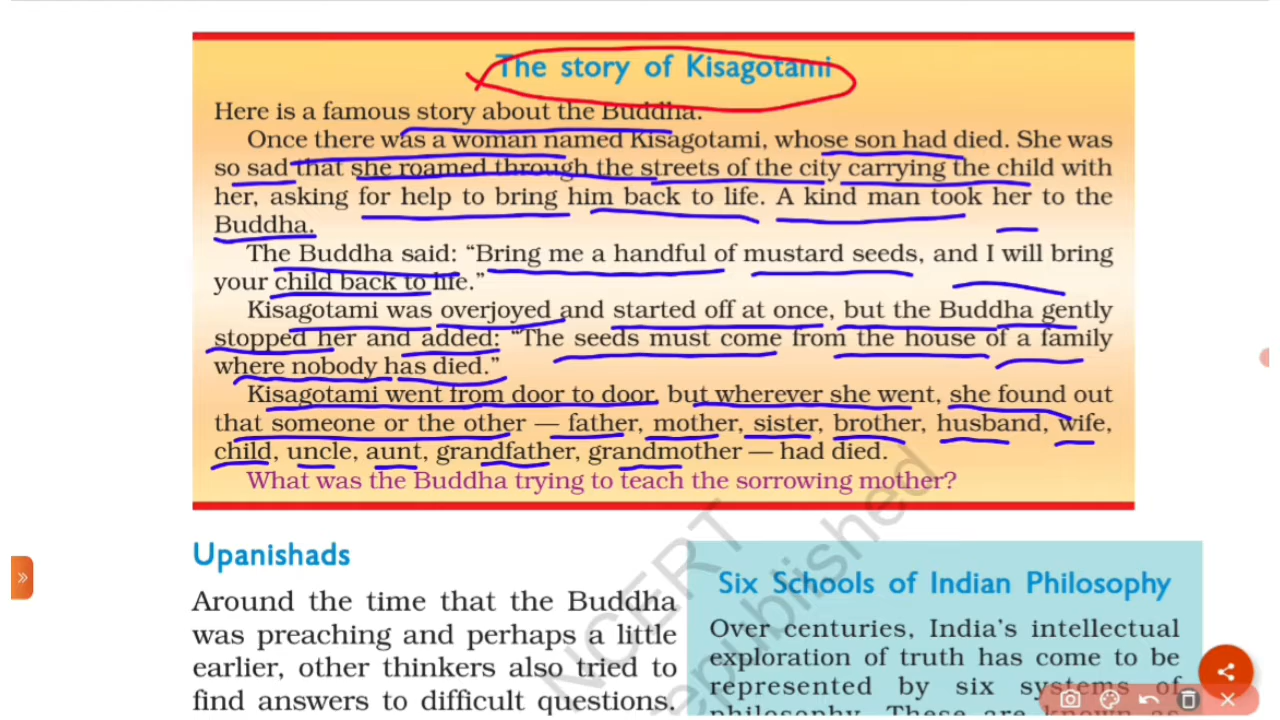 The story of Kisagotami
Here is a famous story about the Buddha.
Once there was a woman named Kisagotami, whose son had died. She was
so sad that she roamed through the streets of the city carrying the child with
her, asking for help to bring him back to life. A kind man took her to the
Buddha.
The Buddha said: “Bring me a handful of mustard seeds, and I will bring
your child back to life.”
Kisagotami was overjoyed and started off at once, but the Buddha gently
stopped her and added: “The seeds must come from the house of a family
where nobody has died.”
Kisagotami went from door to door, but wherever she went, she found out
that someone or the other — father, mother, sister, brother, husband, wife,
child, uncle, aunt, grandfather, grandmother — had died.
What was the Buddha trying to teach the sorrowing mother?
Upanishads
Around the time that the Buddha
was preaching and perhaps a little
earlier, other thinkers also tried to
find answers to difficult questions.
Six Schools of Indian Philosophy
Over centuries, India’s intellectual
exploration of truth has come to be
represented by six systems of
philosophy. These are known as
NCERT
republished